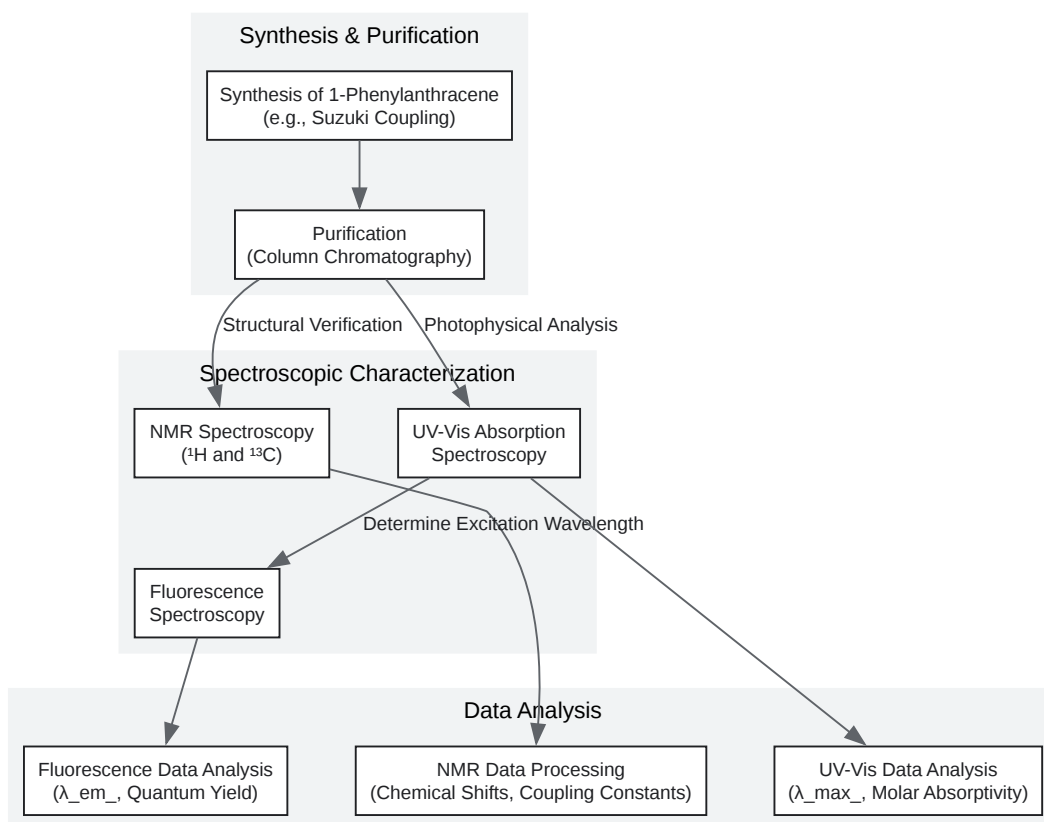 Synthesis & Purification
Synthesis of 1-Phenylanthracene
(e.g., Suzuki Coupling)
Purification
(Column Chromatography)
Structural Verification
Photophysical Analysis
Spectroscopic Characterization
NMR Spectroscopy
(¹H and ¹³C)
UV-Vis Absorption
Spectroscopy
Determine Excitation Wavelength
Fluorescence
Spectroscopy
Data Analysis
Fluorescence Data Analysis
(λ_em_, Quantum Yield)
NMR Data Processing
(Chemical Shifts, Coupling Constants)
UV-Vis Data Analysis
(λ_max_, Molar Absorptivity)